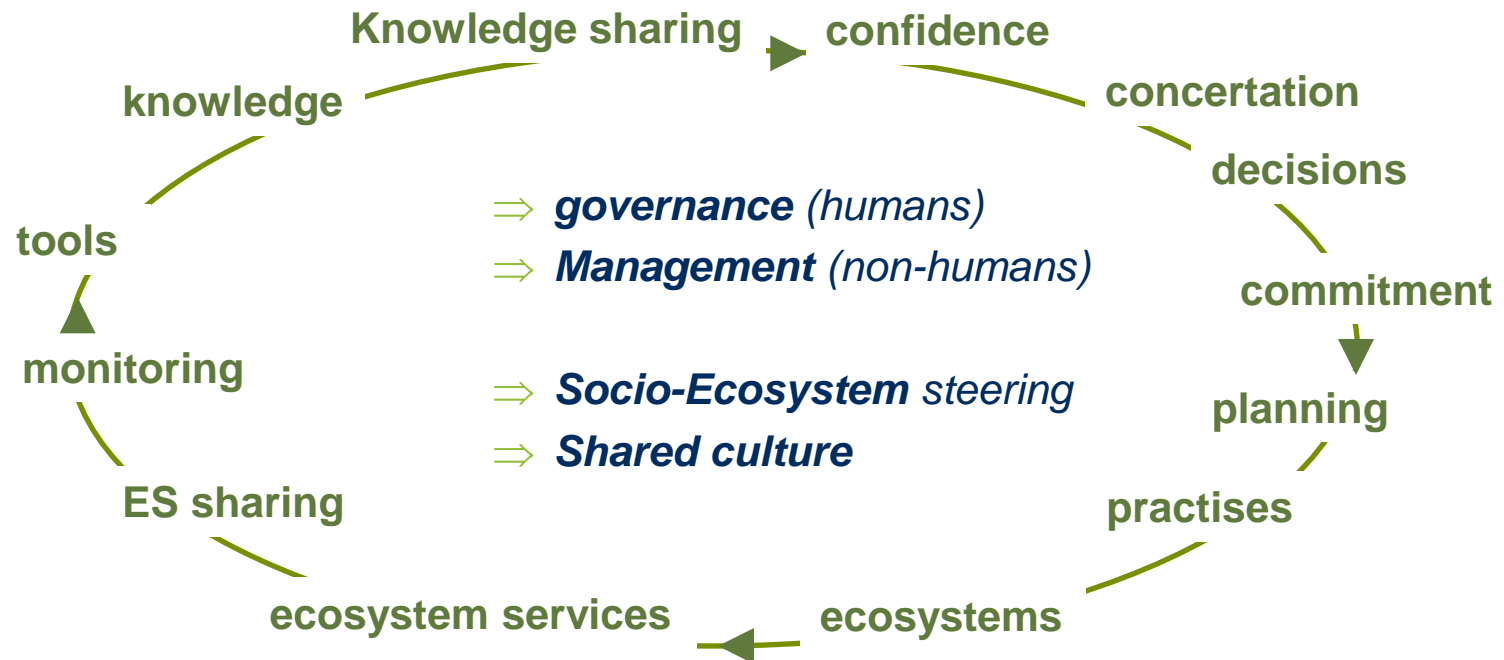 Knowledge sharing
confidence
knowledge
concertation
decisions
⇒ governance (humans)
tools
⇒ Management (non-humans)
commitment
monitoring
⇒ Socio-Ecosystem steering
planning
⇒ Shared culture
ES sharing
practises
ecosystem services
ecosystems